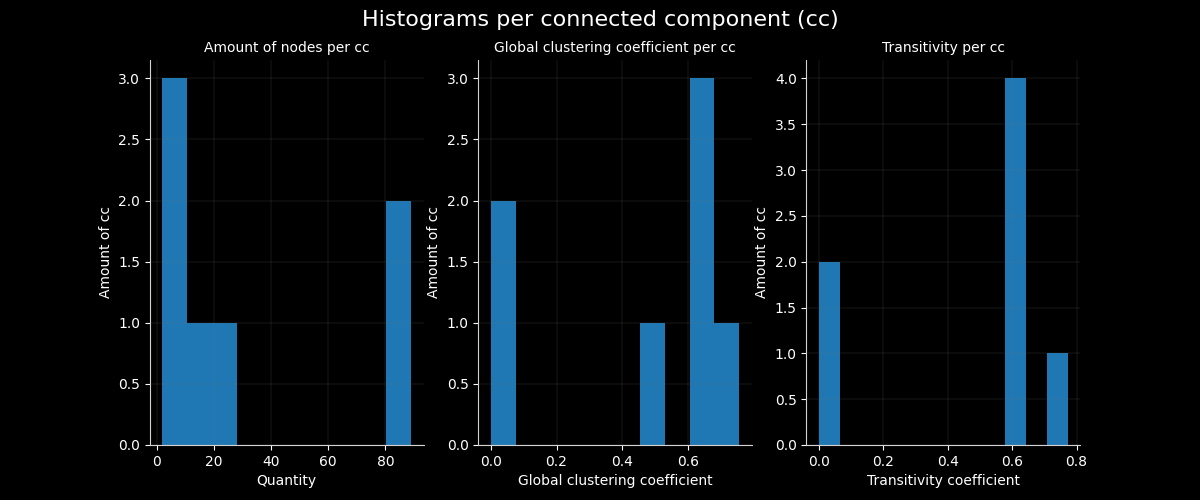 Histograms per connected component (cc)
Amount of nodes per cc
3.0
2.5
2.0
1.5
1.0
0.5
0.0
Amount of cc
0 20 40 60 80
Quantity
Global clustering coefficient per cc
3.0
2.5
2.0
1.5
1.0
0.5
0.0
Amount of cc
0.0 0.2 0.4 0.6
Global clustering coefficient
Transitivity per cc
4.0
3.5
3.0
2.5
2.0
1.5
1.0
0.5
0.0
Amount of cc
0.0 0.2 0.4 0.6 0.8
Transitivity coefficient